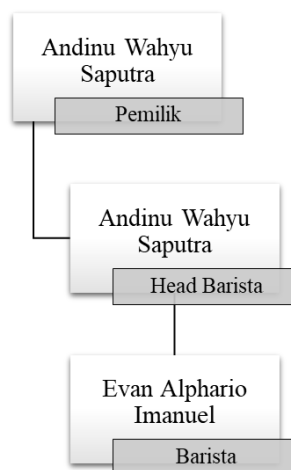 Andinu Wahyu
Saputra
Pemilik
Andinu Wahyu
Saputra
Head Barista
Evan Alphario
Imanuel
Barista